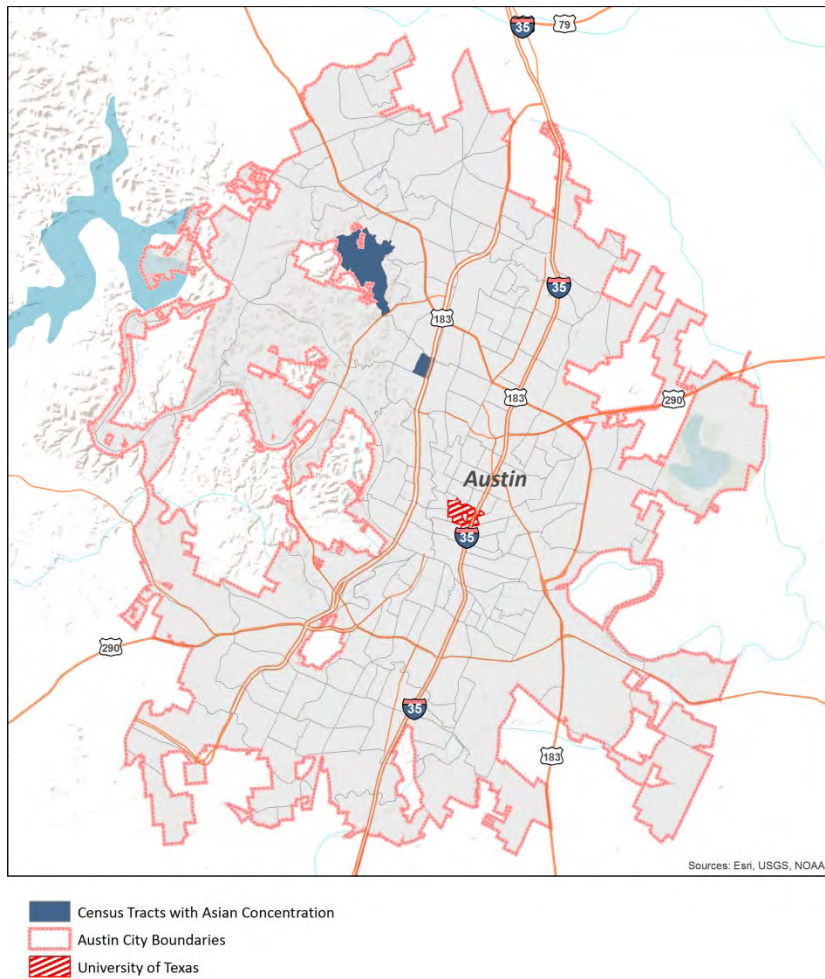 35
79
35
183
183
290
Austin
35
290
35
183
Sources: Esri, USGS, NOAA
Census Tracts with Asian Concentration
Austin City Boundaries
University of Texas